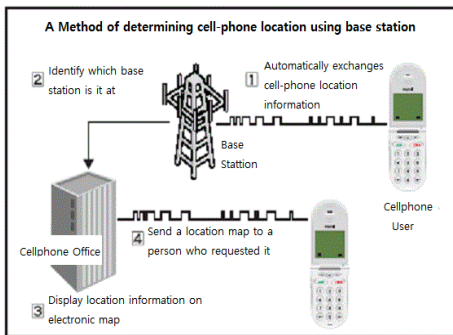 A Method of determining cell-phone location using base station
2 Identify which base
station is it at
1 Automatically exchanges
cell-phone location
information
Base
Stattion
Cellphone
User
Cellphone Office
4 Send a location map to a
person who requested it
3 Display location information on
electronic map